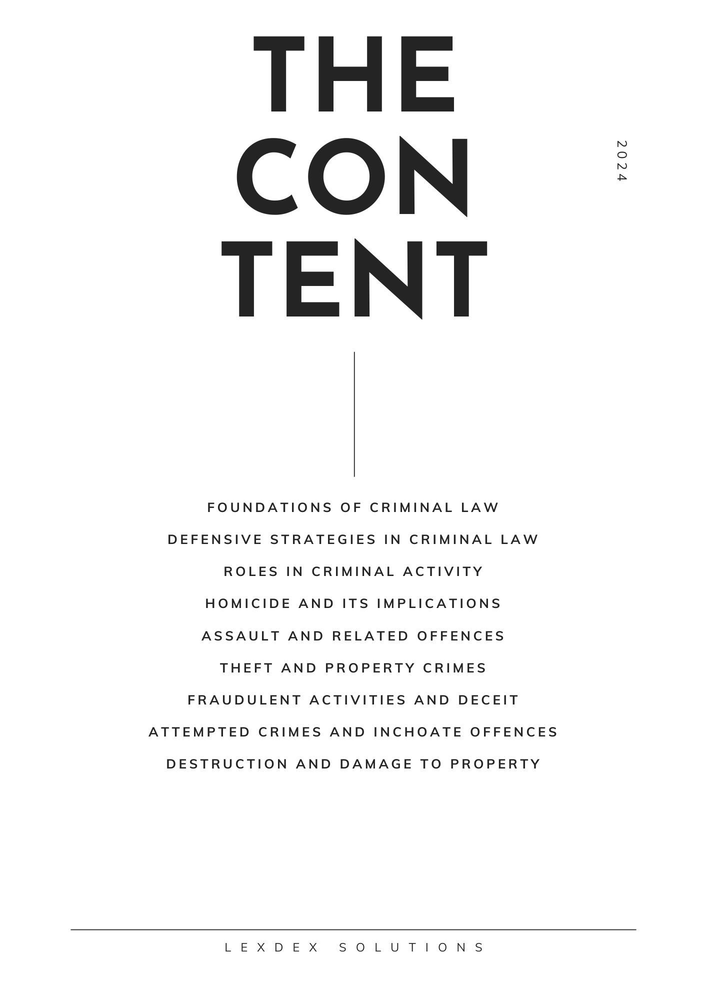 THE
CON
TENT
2024
FOUNDATIONS OF CRIMINAL LAW
DEFENSIVE STRATEGIES IN CRIMINAL LAW
ROLES IN CRIMINAL ACTIVITY
HOMICIDE AND ITS IMPLICATIONS
ASSAULT AND RELATED OFFENCES
THEFT AND PROPERTY CRIMES
FRAUDULENT ACTIVITIES AND DECEIT
ATTEMPTED CRIMES AND INCHOATE OFFENCES
DESTRUCTION AND DAMAGE TO PROPERTY
LEXDEX SOLUTIONS